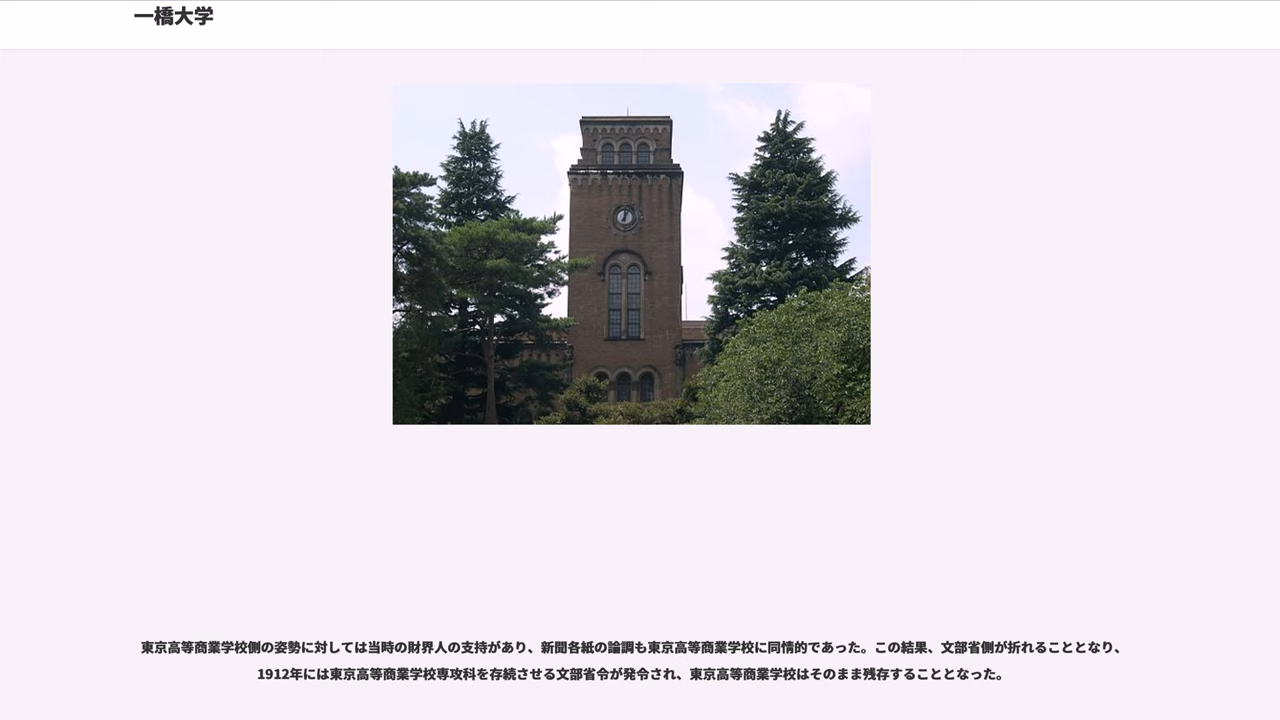 一橋大学
東京高等商業学校側の姿勢に対しては当時の財界人の支持があり、新聞各紙の論調も東京高等商業学校に同情的であった。この結果、文部省側が折れることとなり、
1912年には東京高等商業学校専攻科を存続させる文部省令が発令され、東京高等商業学校はそのまま残存することとなった。